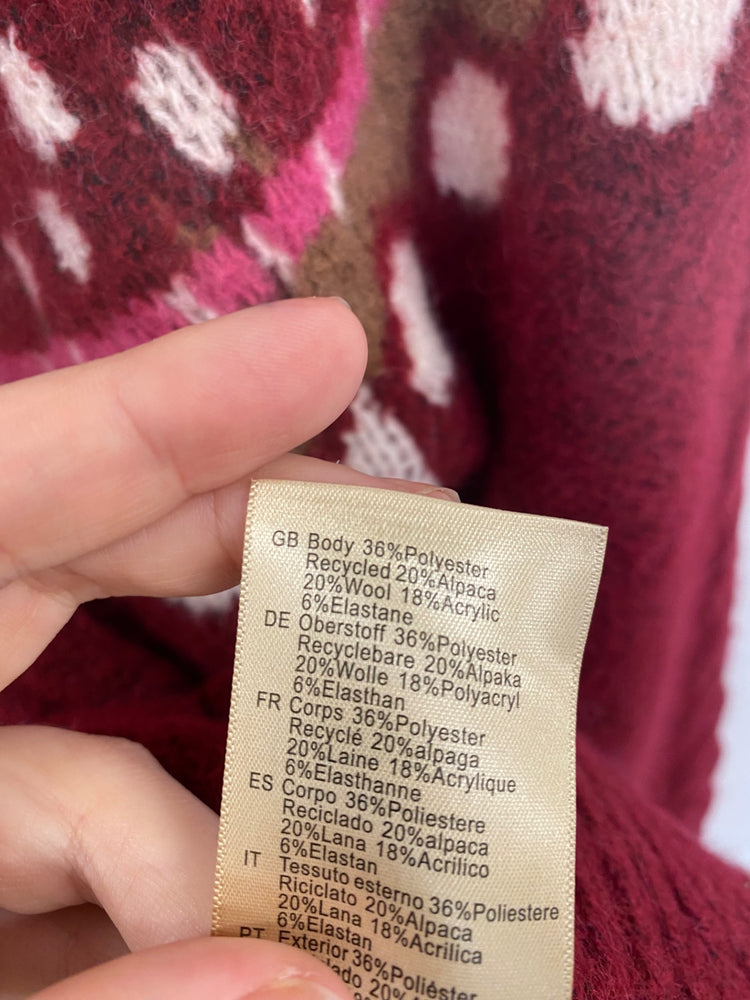 GB Body 36%Polyester
Recycled 20%Alpaca
20%Wool 18%Acrylic
6%Elastane
DE Oberstoff 36%Polyester
Recyclebare 20%Alpaka
20%Wolle 18%Polyacryl
6%Elasthan
FR Corps 36%Polyester
Recyclé 20%alpaga
20%Laine 18%Acrylique
6%Elasthanne
ES Corpo 36%Poliestere
Reciclado 20%alpaca
20%Lana 18%Acrilico
6%Elastan
IT Tessuto esterno 36%Poliestere
Riciclato 20%Alpaca
20%Lana 18%Acrilica
6%Elastan
PT Exterior 36%Poliéster
20%Alpaca